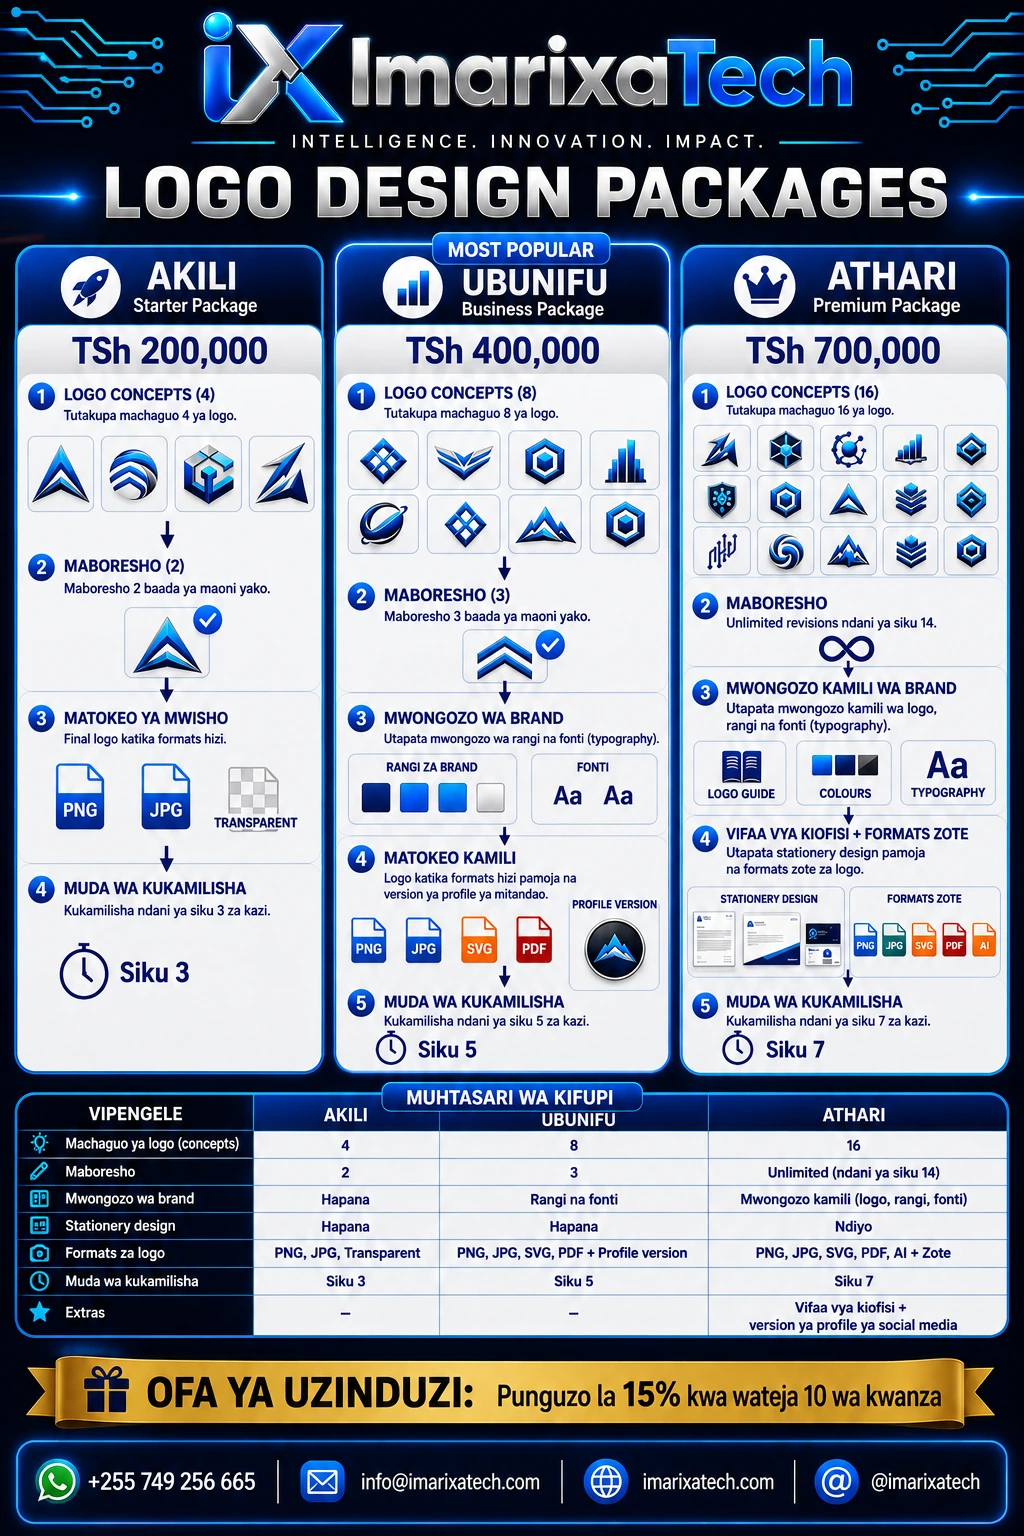 iX ImarixaTech
INTELLIGENCE. INNOVATION. IMPACT.
LOGO DESIGN PACKAGES
AKILI
Starter Package
TSh 200,000
1 LOGO CONCEPTS (4)
Tutakupa machaguo 4 ya logo.
2 MABORESHO (2)
Maboresho 2 baada ya maoni yako.
3 MATOKEO YA MWISHO
Final logo katika formats hizi.
PNG JPG TRANSPARENT
4 MUDA WA KUKAMILISHA
Kukamilisha ndani ya siku 3 za kazi.
Siku 3
MOST POPULAR
UBUNIFU
Business Package
TSh 400,000
1 LOGO CONCEPTS (8)
Tutakupa machaguo 8 ya logo.
2 MABORESHO (3)
Maboresho 3 baada ya maoni yako.
3 MWONGOZO WA BRAND
Utapata mwongozo wa rangi na fonti (typography).
RANGI ZA BRAND FONTI
Aa Aa
4 MATOKEO KAMILI
Logo katika formats hizi pamoja na
version ya profile ya mitandao.
PROFILE VERSION
PNG JPG SVG PDF
5 MUDA WA KUKAMILISHA
Kukamilisha ndani ya siku 5 za kazi.
Siku 5
ATHARI
Premium Package
TSh 700,000
1 LOGO CONCEPTS (16)
Tutakupa machaguo 16 ya logo.
2 MABORESHO
Unlimited revisions ndani ya siku 14.
3 MWONGOZO KAMILI WA BRAND
Utapata mwongozo kamili wa logo,
rangi na fonti (typography).
Aa
LOGO GUIDE COLOURS TYPOGRAPHY
4 VIFAA VYA KIOFISI + FORMATS ZOTE
Utapata stationery design pamoja
na formats zote za logo.
STATIONERY DESIGN FORMATS ZOTE
PNG JPG SVG PDF AI
5 MUDA WA KUKAMILISHA
Kukamilisha ndani ya siku 7 za kazi.
Siku 7
MUHTASARI WA KIFUPI
VIPENGELE AKILI UBUNIFU ATHARI
Machaguo ya logo (concepts) 4 8 16
Maboresho 2 3 Unlimited (ndani ya siku 14)
Mwongozo wa brand Hapana Rangi na fonti Mwongozo kamili (logo, rangi, fonti)
Stationery design Hapana Hapana Ndiyo
Formats za logo PNG, JPG, Transparent PNG, JPG, SVG, PDF + Profile version PNG, JPG, SVG, PDF, AI + Zote
Muda wa kukamilisha Siku 3 Siku 5 Siku 7
Extras – – Vifaa vya kiofisi +
version ya profile ya social media
OFA YA UZINDUZI: Punguzo la 15% kwa wateja 10 wa kwanza
+255 749 256 665 info@imarixatech.com imarixatech.com @imarixatech